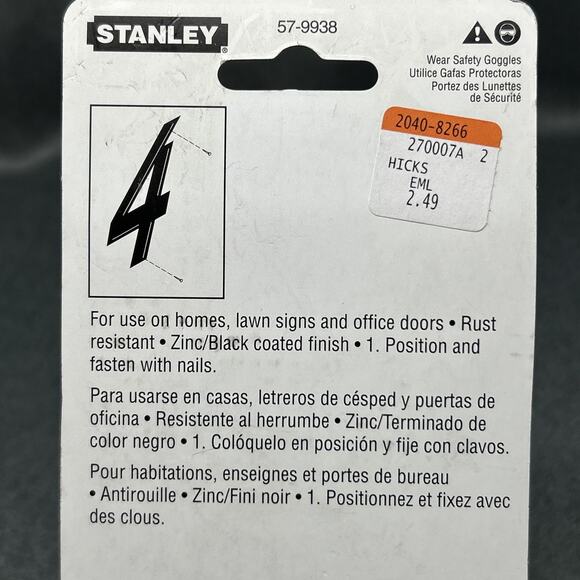 STANLEY®
57-9938
Wear Safety Goggles
Utilice Gafas Protectoras
Portez des Lunettes
de Sécurité
2040-8266
270007A 2
HICKS
EML
2.49
4
For use on homes, lawn signs and office doors • Rust
resistant • Zinc/Black coated finish • 1. Position and
fasten with nails.
Para usarse en casas, letreros de césped y puertas de
oficina • Resistente al herrumbe • Zinc/Terminado de
color negro • 1. Colóquelo en posición y fije con clavos.
Pour habitations, enseignes et portes de bureau
• Antirouille • Zinc/Fini noir • 1. Positionnez et fixez avec
des clous.